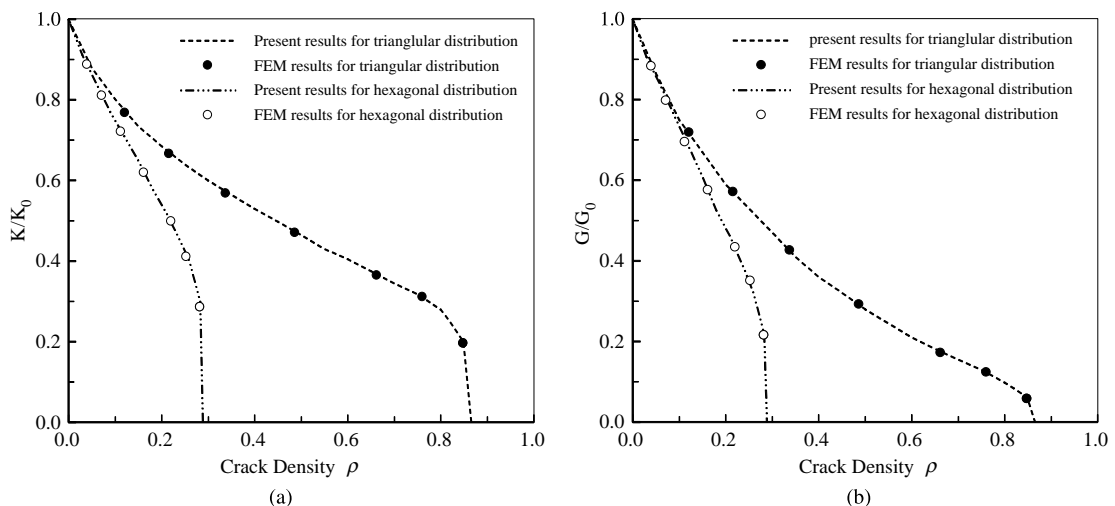 1.0
0.8
0.6
0.4
0.2
0.0
K/K0
Present results for trianglular distribution
FEM results for triangular distribution
Present results for hexagonal distribution
FEM results for hexagonal distribution
0.0 0.2 0.4 0.6 0.8 1.0
Crack Density ρ
(a)
1.0
0.8
0.6
0.4
0.2
0.0
G/G0
present results for trianglular distribution
FEM results for triangular distribution
Present results for hexagonal distribution
FEM results for hexagonal distribution
0.0 0.2 0.4 0.6 0.8 1.0
Crack Density ρ
(b)